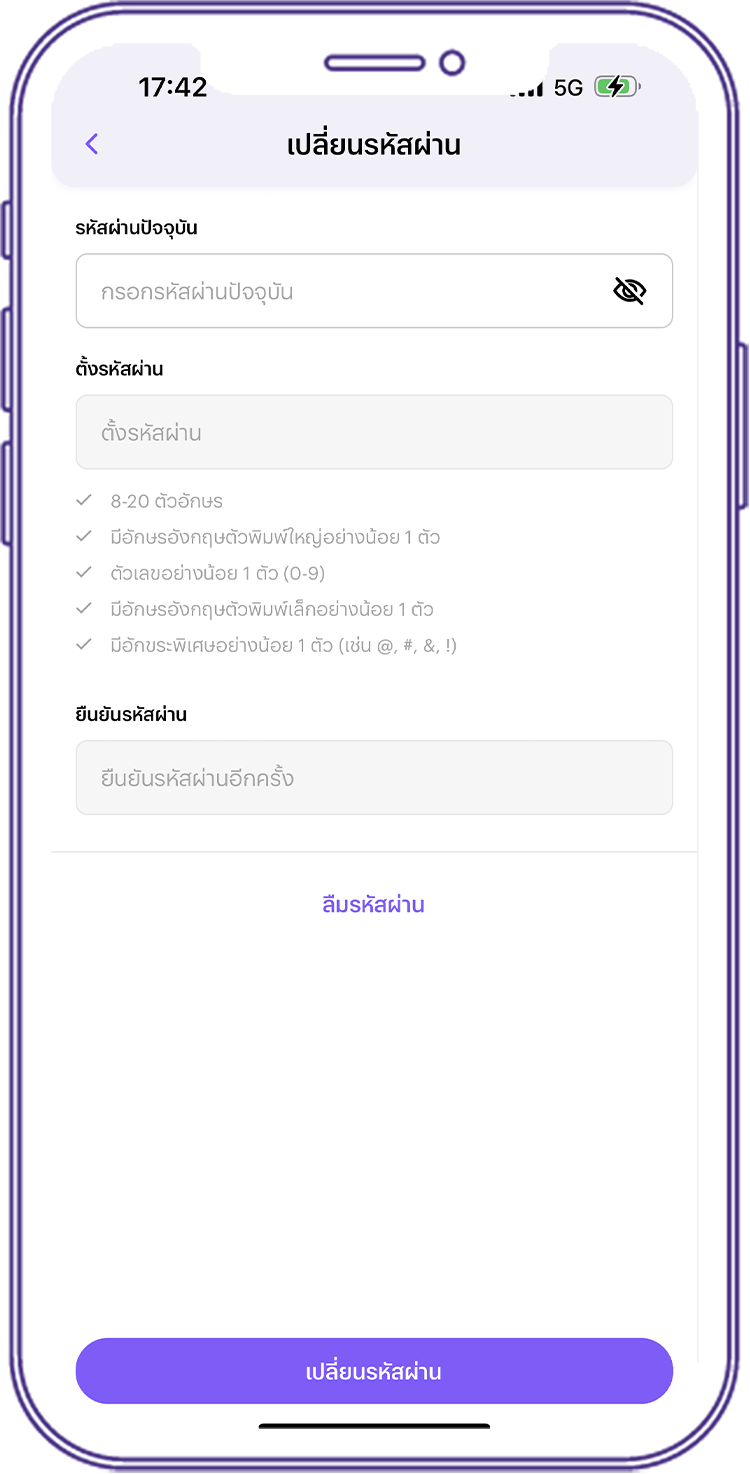 17:42
5G
เปลี่ยนรหัสผ่าน
รหัสผ่านปัจจุบัน
กรอกรหัสผ่านปัจจุบัน
ตั้งรหัสผ่าน
ตั้งรหัสผ่าน
8-20 ตัวอักษร
มีอักษรอังกฤษตัวพิมพ์ใหญ่อย่างน้อย 1 ตัว
ตัวเลขอย่างน้อย 1 ตัว (0-9)
มีอักษรอังกฤษตัวพิมพ์เล็กอย่างน้อย 1 ตัว
มีอักขระพิเศษอย่างน้อย 1 ตัว (เช่น @, #, &, !)
ยืนยันรหัสผ่าน
ยืนยันรหัสผ่านอีกครั้ง
ลืมรหัสผ่าน
เปลี่ยนรหัสผ่าน